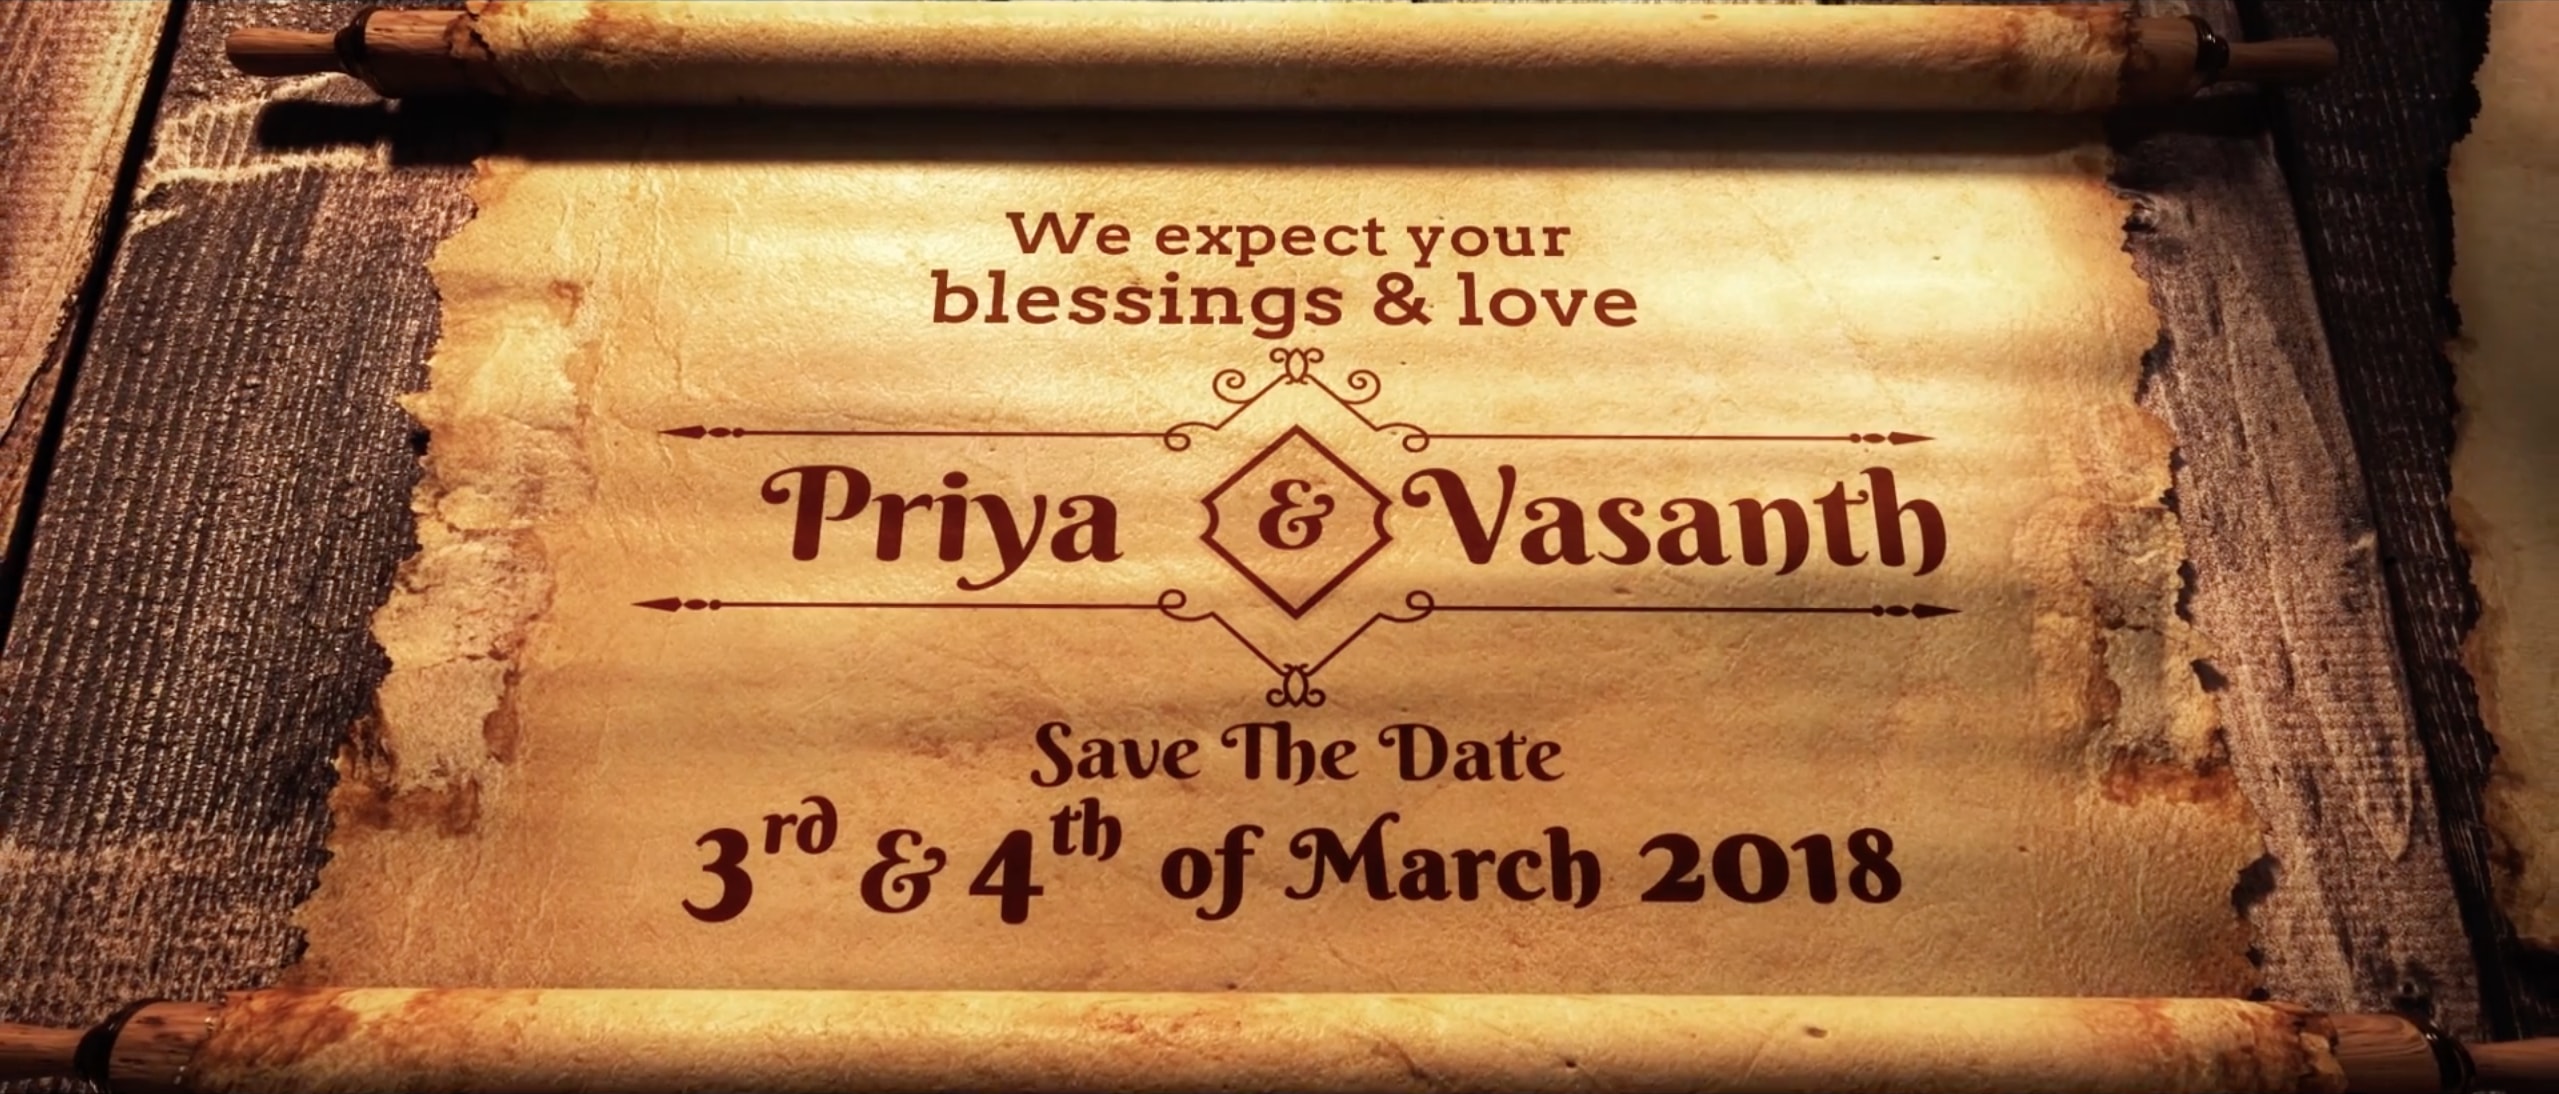 We expect your
blessings & love
Priya & Vasanth
Save The Date
3rd & 4th of March 2018